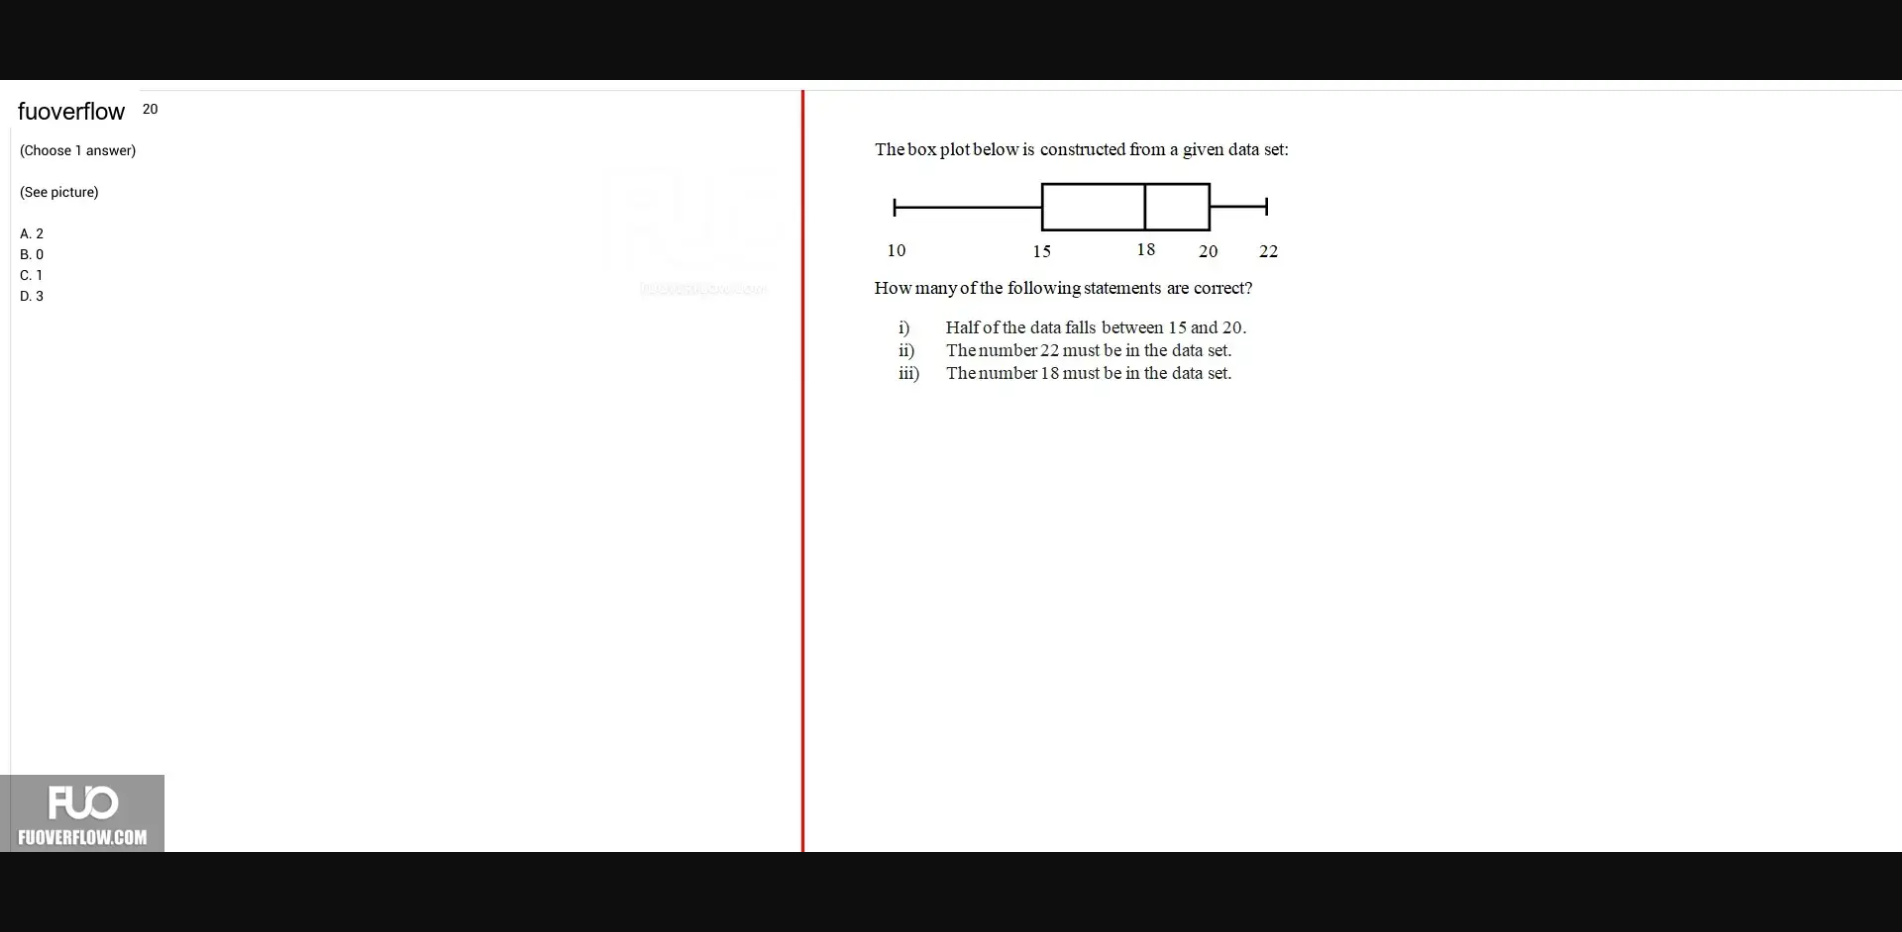 fuoverflow 20
(Choose 1 answer)
(See picture)
A. 2
B. 0
C. 1
D. 3
FUOVERFLOW.COM
The box plot below is constructed from a given data set:
10 15 18 20 22
How many of the following statements are correct?
i) Half of the data falls between 15 and 20.
ii) The number 22 must be in the data set.
iii) The number 18 must be in the data set.
FUO
FUOVERFLOW.COM